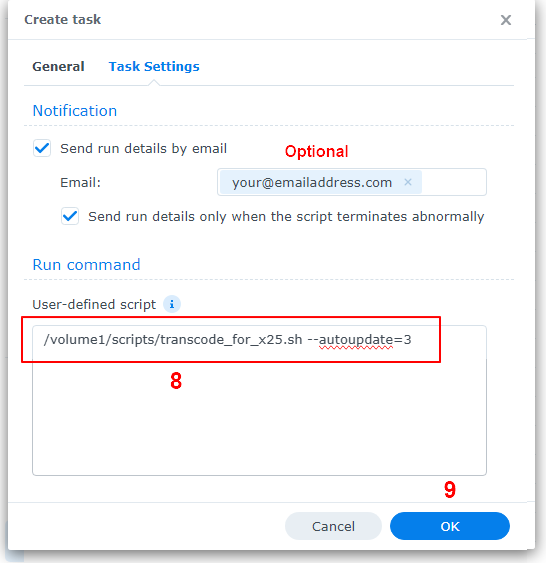 Create task
General Task Settings
Notification
Send run details by email
Optional
Email: your@emailaddress.com ×
Send run details only when the script terminates abnormally
Run command
User-defined script i
/volume1/scripts/transcode_for_x25.sh --autoupdate=3
8
9
Cancel OK